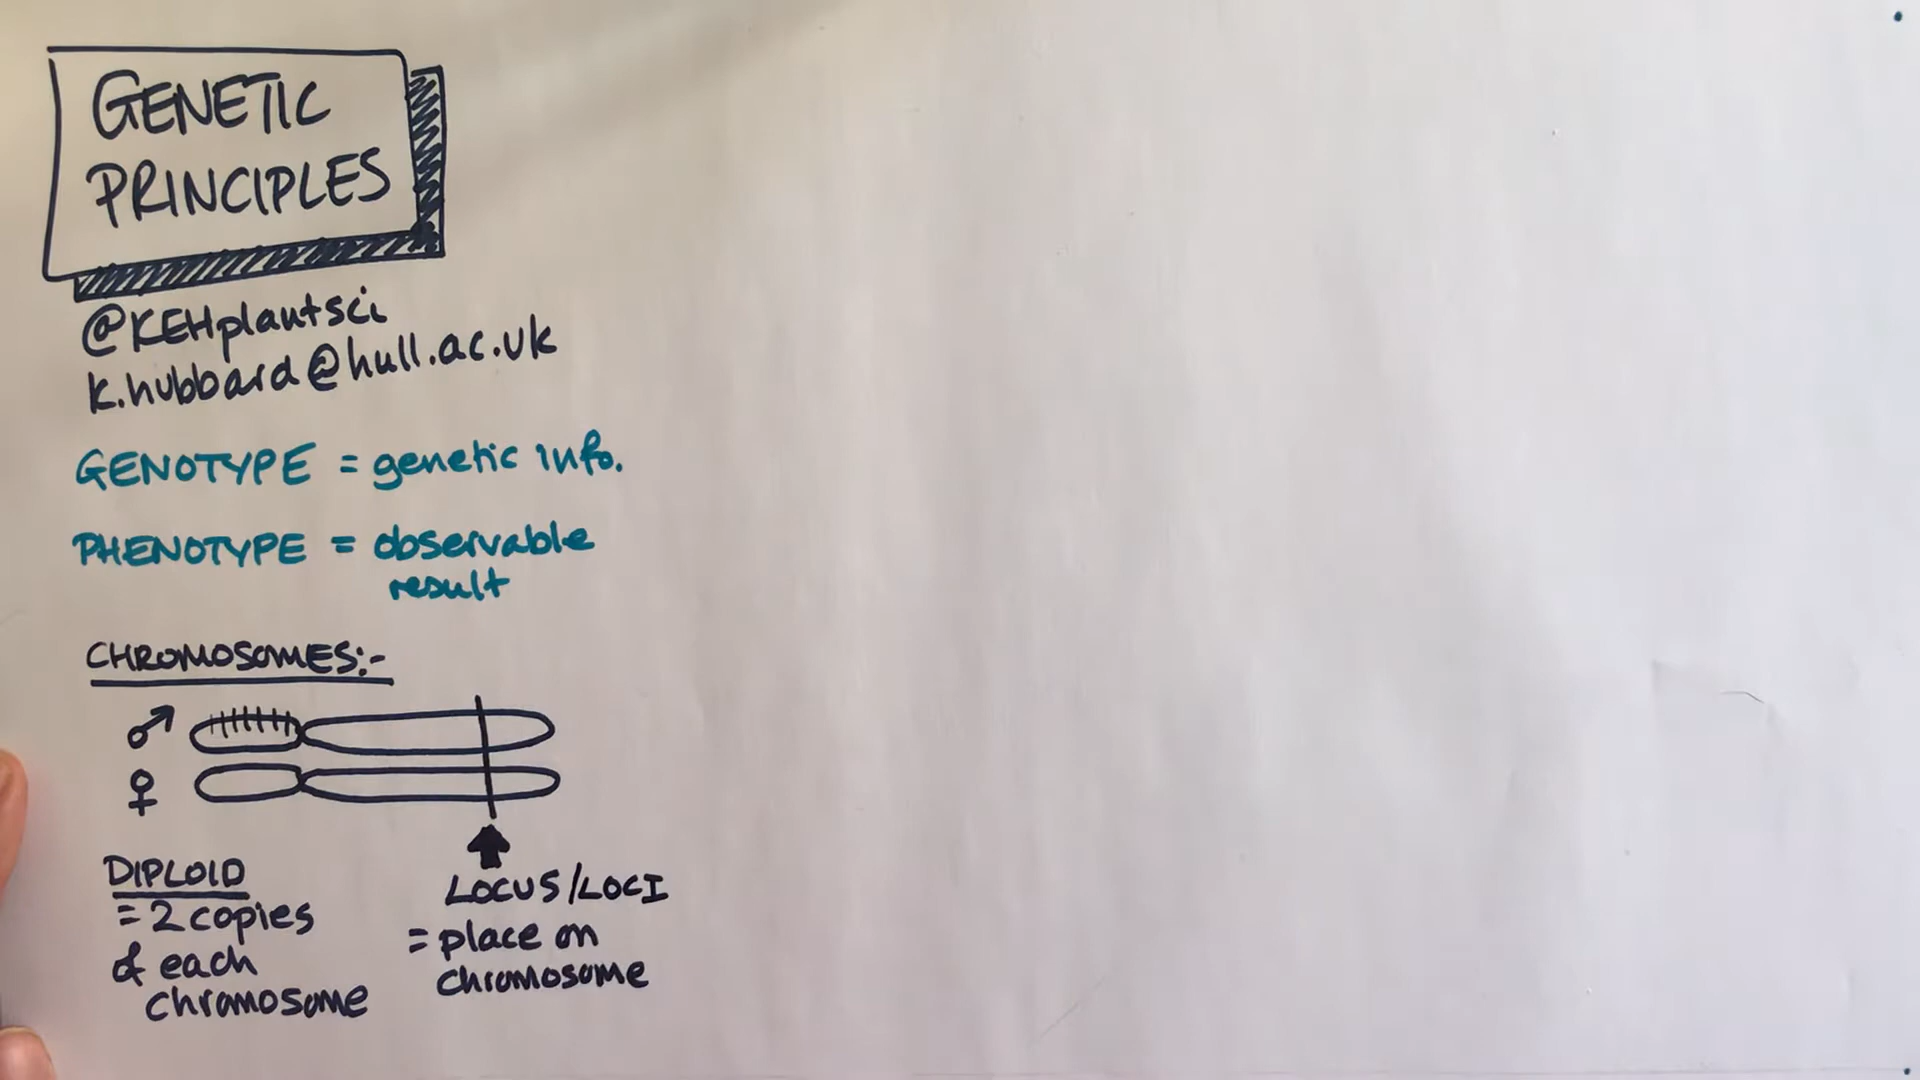 GENETIC
PRINCIPLES
@KEHplantsci
k.hubbard@hull.ac.uk
GENOTYPE = genetic info.
PHENOTYPE = observable
result
CHROMOSOMES:-
♂
♀
DIPLOID
= 2 copies
of each
chromosome
LOCUS/LOCI
= place on
chromosome